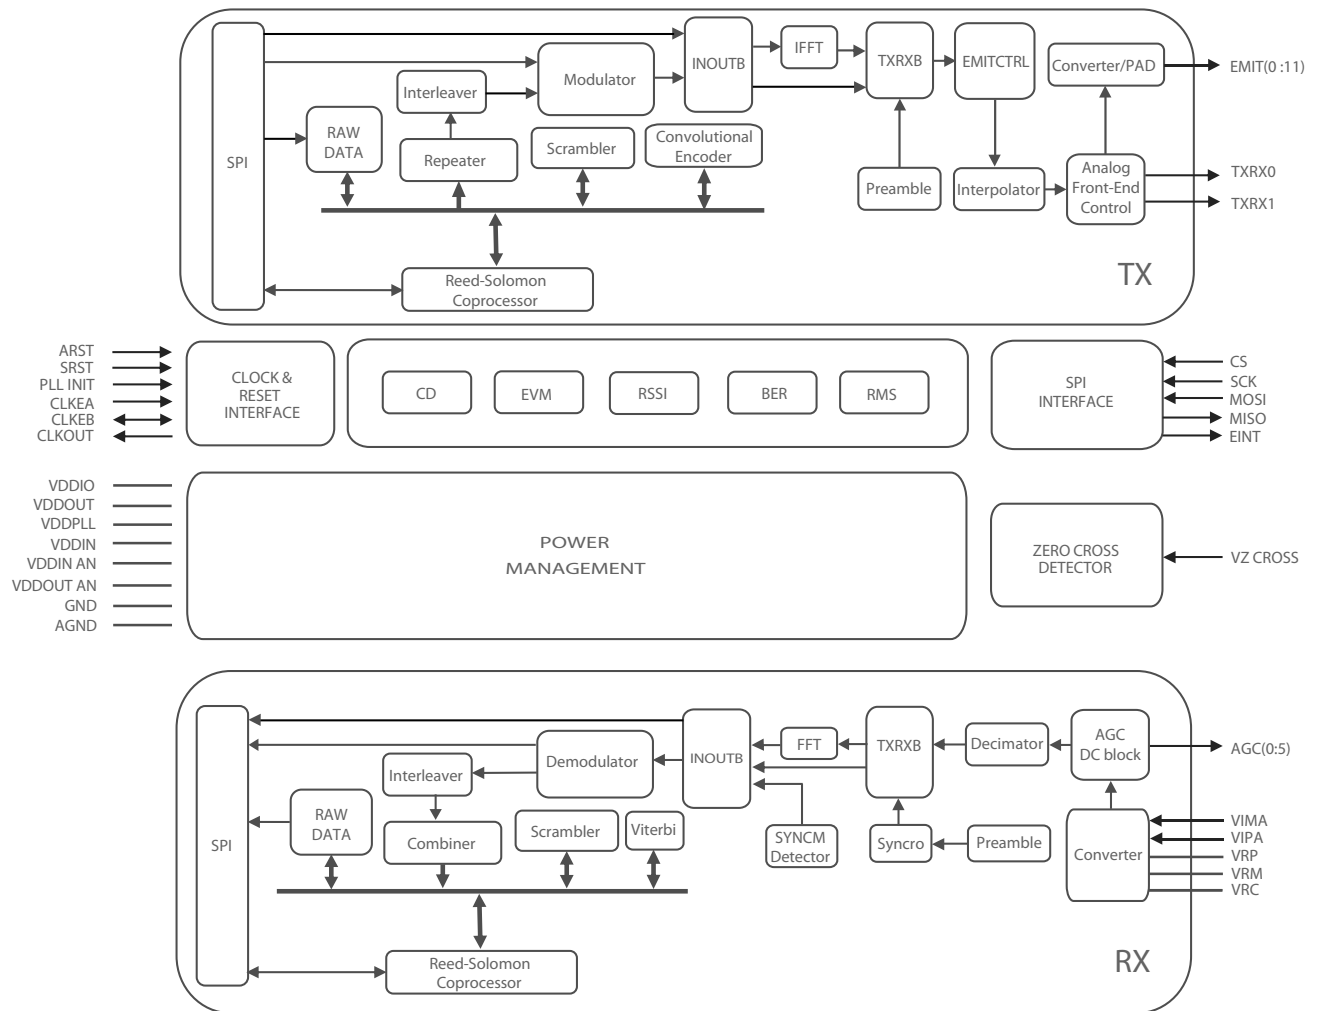 SPI
RAW
DATA
Interleaver
Repeater
Modulator
Scrambler
Convolutional
Encoder
INOUTB
IFFT
TXRXB
EMITCTRL
Converter/PAD
EMIT(0 :11)
Preamble
Interpolator
Analog
Front-End
Control
TXRX0
TXRX1
Reed-Solomon
Coprocessor
TX
ARST
SRST
PLL INIT
CLKEA
CLKEB
CLKOUT
CLOCK &
RESET
INTERFACE
CD
EVM
RSSI
BER
RMS
SPI
INTERFACE
CS
SCK
MOSI
MISO
EINT
VDDIO
VDDOUT
VDDPLL
VDDIN
VDDIN AN
VDDOUT AN
GND
AGND
POWER
MANAGEMENT
ZERO CROSS
DETECTOR
VZ CROSS
SPI
RAW
DATA
Interleaver
Combiner
Demodulator
Scrambler
Viterbi
INOUTB
FFT
SYNCM
Detector
TXRXB
Syncro
Decimator
Preamble
AGC
DC block
Converter
AGC(0:5)
VIMA
VIPA
VRP
VRM
VRC
Reed-Solomon
Coprocessor
RX